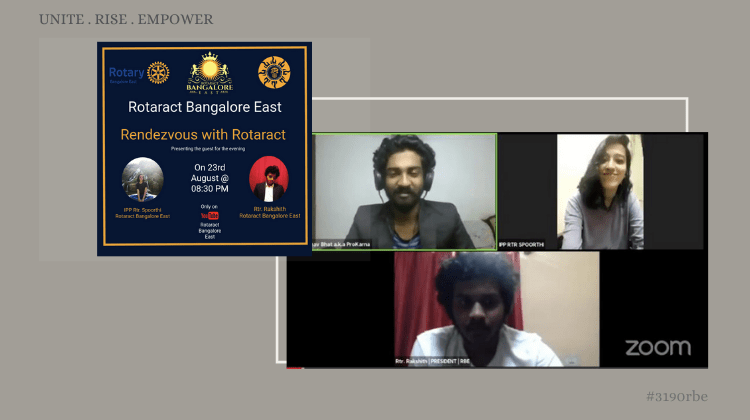 UNITE . RISE . EMPOWER
Rotary
Bangalore East
ROTARACT
BANGALORE
EAST
Rotaract Bangalore East
Rendezvous with Rotaract
Presenting the guest for the evening
On 23rd
August @
08:30 PM
IPP Rtr. Spoorthi
Rotaract Bangalore East
Rtr. Rakshith
Rotaract Bangalore East
Only on
YouTube
Rotaract
Bangalore
East
Bhat.a.k.a ProKarna
IPP RTR SPOORTHI
Rtr. Rakshith | PRESIDENT | RBE
zoom
#3190rbe